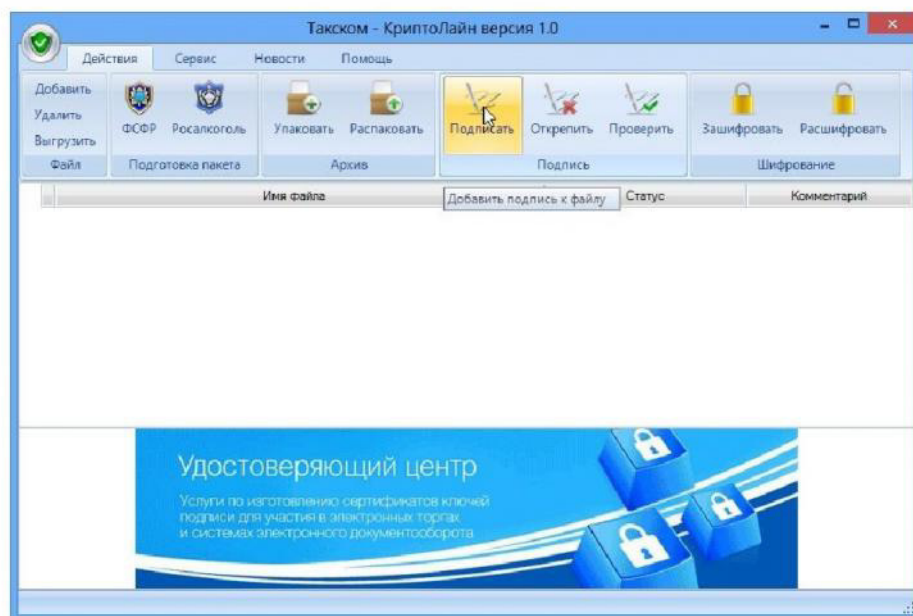 Такском - КриптоЛайн версия 1.0
Действия Сервис Новости Помощь
Добавить
Удалить
Выгрузить
ФСФР Росалкоголь Упаковать Распаковать Подписать Открепить Проверить Зашифровать Расшифровать
Файл Подготовка пакета Архив Подпись Шифрование
Имя файла Статус Комментарий
Добавить подпись к файлу
Удостоверяющий центр
Услуги по изготовлению сертификатов ключей
подписи для участия в электронных торгах
и системах электронного документооборота